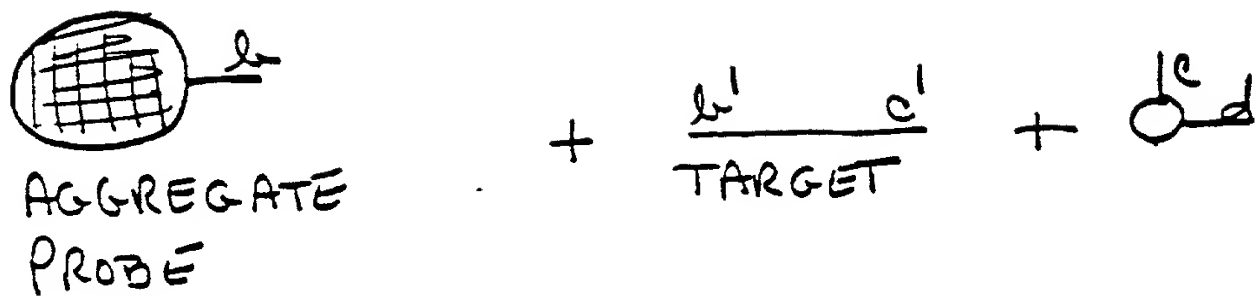 b
b' c'
+ + c d
TARGET
AGGREGATE
PROBE